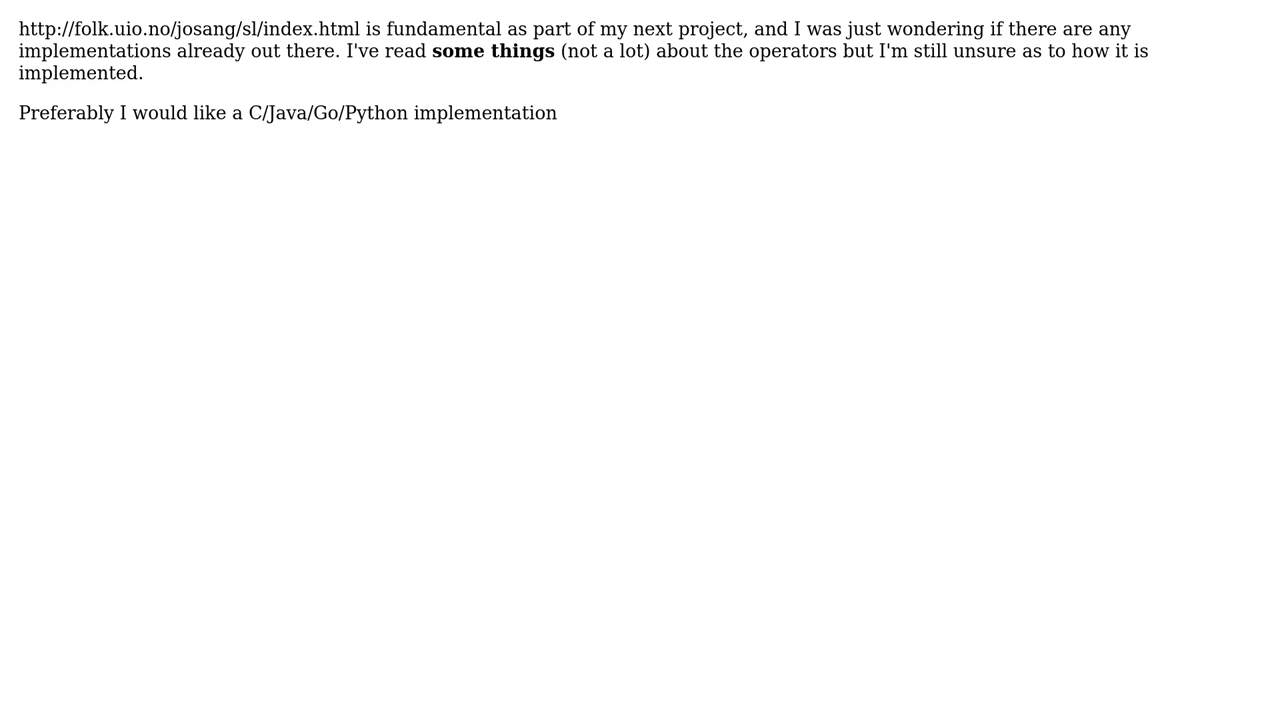 http://folk.uio.no/josang/sl/index.html is fundamental as part of my next project, and I was just wondering if there are any
implementations already out there. I've read some things (not a lot) about the operators but I'm still unsure as to how it is
implemented.
Preferably I would like a C/Java/Go/Python implementation